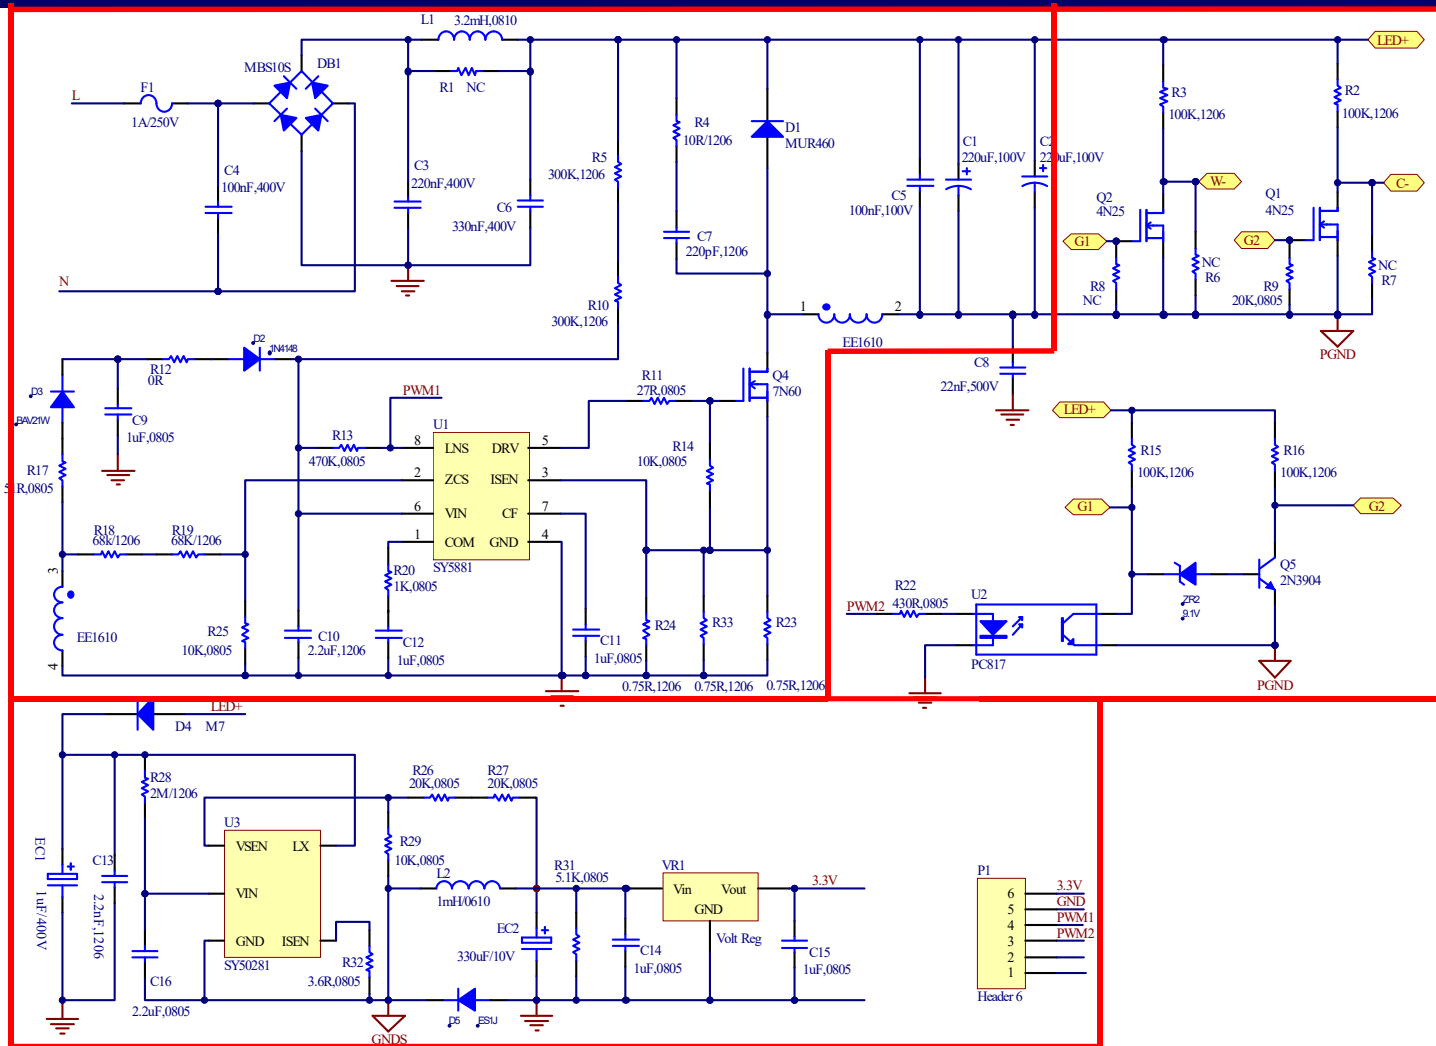 L1
3.2mH,0810
LED+
MBS10S
DB1
F1
1A/250V
L
R1
NC
R3
100K,1206
R2
100K,1206
R4
10R/1206
D1
MUR460
C4
100nF,400V
C3
220nF,400V
R5
300K,1206
C1
220uF,100V
220uF,100V
C5
100nF,100V
W-
C-
Q2
4N25
Q1
4N25
C6
330nF,400V
C7
220pF,1206
G1
G2
N
R8
NC
NC
R6
R9
20K,0805
NC
R7
R10
300K,1206
1
2
EE1610
PGND
D2
1N4148
R12
0R
C8
22nF,500V
D3
BAV21W
C9
1uF,0805
PWM1
R11
27R,0805
Q4
7N60
LED+
U1
R13
470K,0805
8
LNS
DRV
5
2
ZCS
ISEN
3
6
VIN
CF
7
1
COM
GND
4
SY5881
R14
10K,0805
R15
100K,1206
R16
100K,1206
R17
51R,0805
G1
G2
R18
68k/1206
R19
68K/1206
3
EE1610
4
R20
1K,0805
Q5
2N3904
ZR2
9.1V
R22
430R,0805
PWM2
U2
PC817
R25
10K,0805
C10
2.2uF,1206
C12
1uF,0805
C11
1uF,0805
R24
0.75R,1206
R33
0.75R,1206
R23
0.75R,1206
PGND
LED+
D4
M7
R28
2M/1206
R26
20K,0805
R27
20K,0805
U3
VSEN
LX
VIN
GND
ISEN
SY50281
EC1
1uF/400V
C13
2.2nF,1206
R29
10K,0805
L2
1mH/0610
R31
5.1K,0805
VR1
Vin
Vout
GND
Volt Reg
3.3V
P1
6
3.3V
5
GND
4
PWM1
3
PWM2
2
1
Header 6
EC2
330uF/10V
C14
1uF,0805
C15
1uF,0805
C16
2.2uF,0805
R32
3.6R,0805
D5
ES1J
GNDS